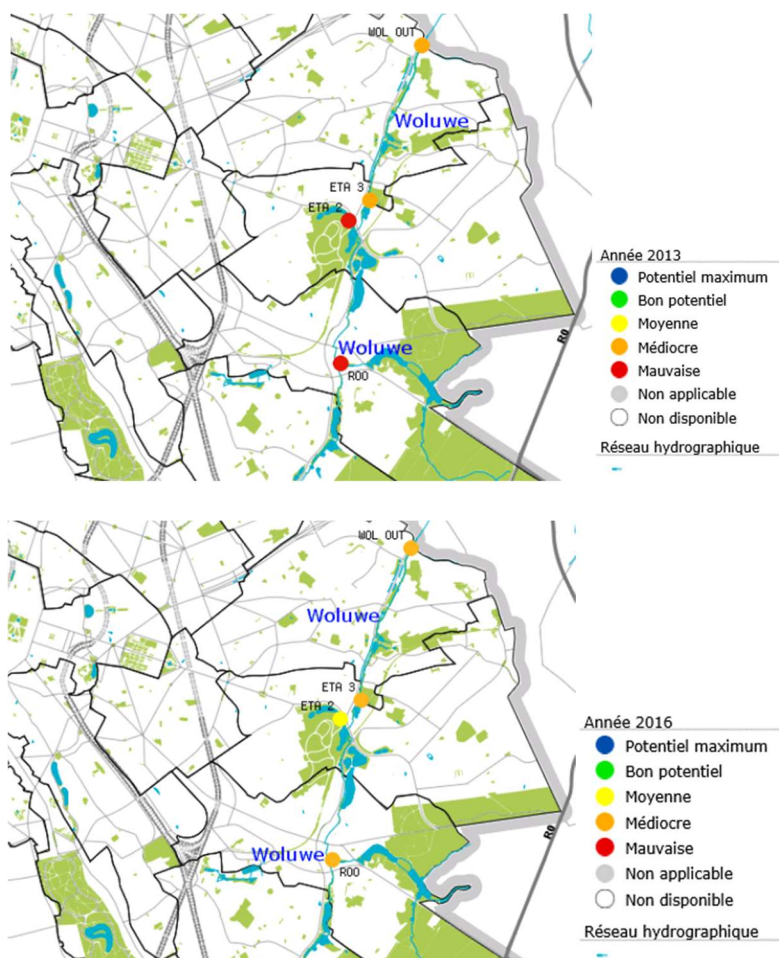 WOL OUT
Woluwe
ETA 3
ETA 2
Année 2013
Potentiel maximum
Bon potentiel
Moyenne
R0
Woluwe
Médiocre
ROO
Mauvaise
Non applicable
Non disponible
Réseau hydrographique
WOL OUT
Woluwe
ETA 3
ETA 2
Année 2016
Potentiel maximum
Bon potentiel
Moyenne
R0
Médiocre
Woluwe
Mauvaise
ROO
Non applicable
Non disponible
Réseau hydrographique